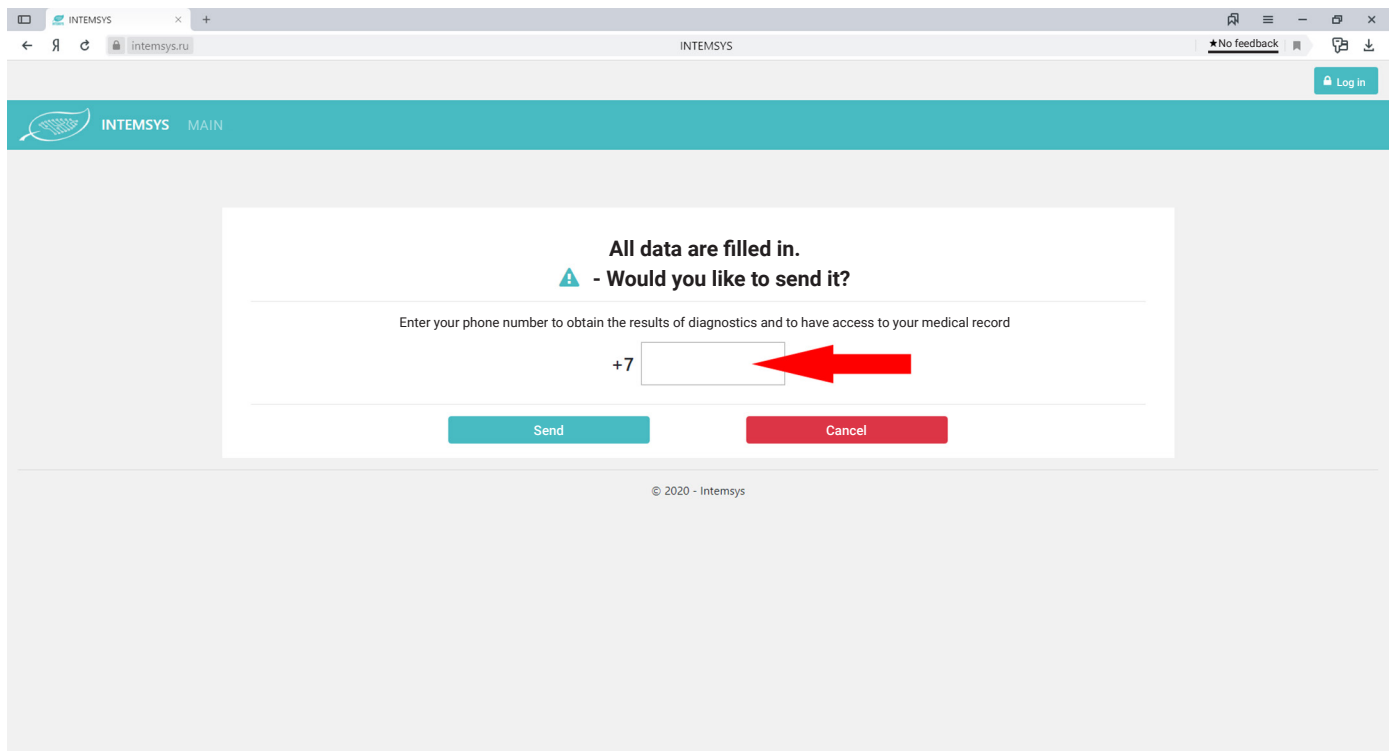 INTEMSYS
Я intemsys.ru INTEMSYS ★No feedback
Log in
INTEMSYS MAIN
All data are filled in.
- Would you like to send it?
Enter your phone number to obtain the results of diagnostics and to have access to your medical record
+7
Send Cancel
© 2020 - Intemsys